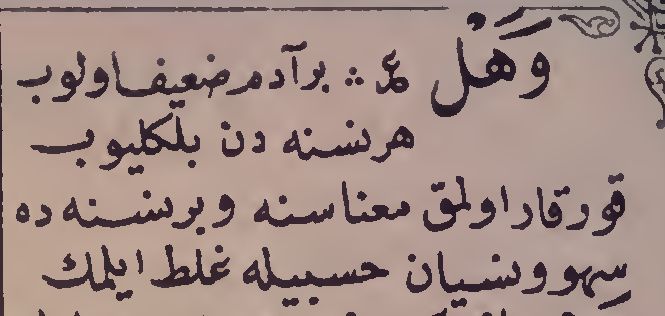 وَهَلْ ع ؞ بر آدم ضعيف اولوب
هر نسنه دن بلكليوب
قورقار اولمق معناسنه و بر نسنه ده
سهو و نسيان حسبيله غلط ايلمك